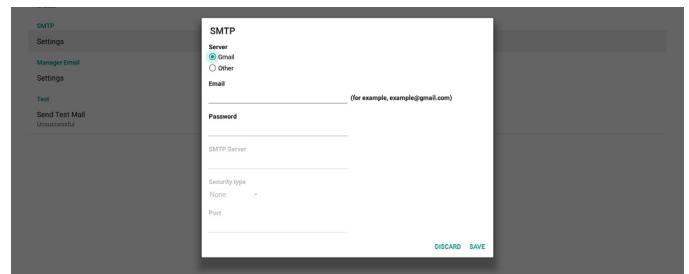 SMTP
Settings
Manager Email
Settings
Test
Send Test Mail
Unsuccessful
SMTP
Server
Gmail
Other
Email
(for example, example@gmail.com)
Password
SMTP Server
Security type
None
Port
DISCARD SAVE